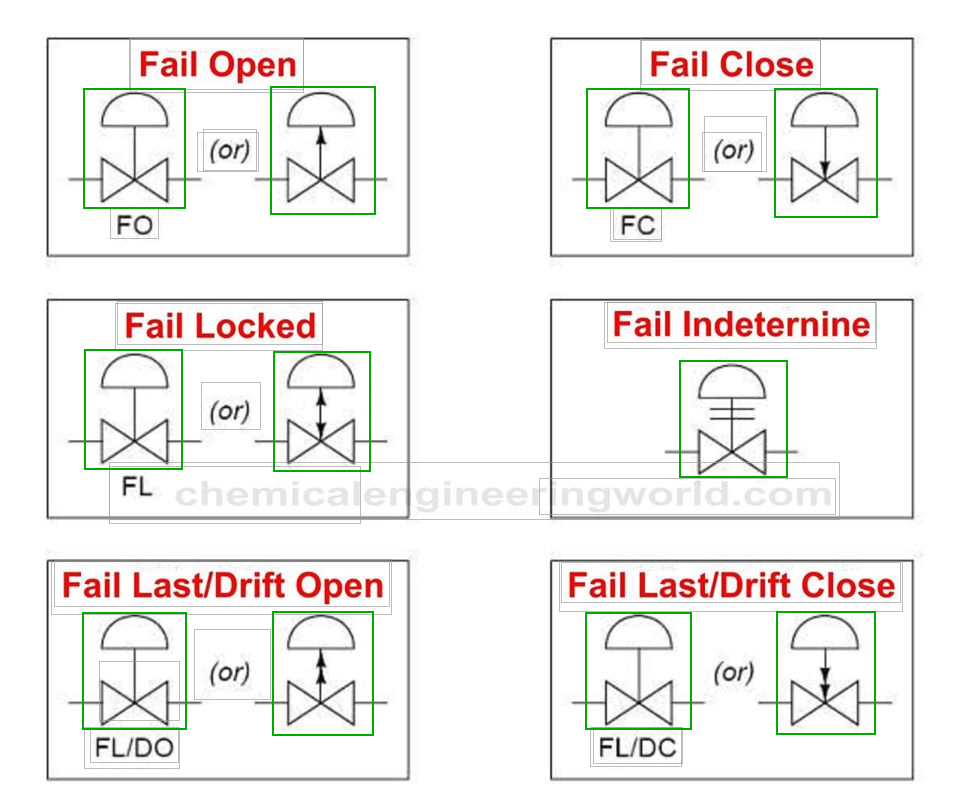 Fail Open
(or)
FO
Fail Close
(or)
FC
Fail Locked
(or)
FL
Fail Indeternine
chemicalengineeringworld.com
Fail Last/Drift Open
(or)
FL/DO
Fail Last/Drift Close
(or)
FL/DC